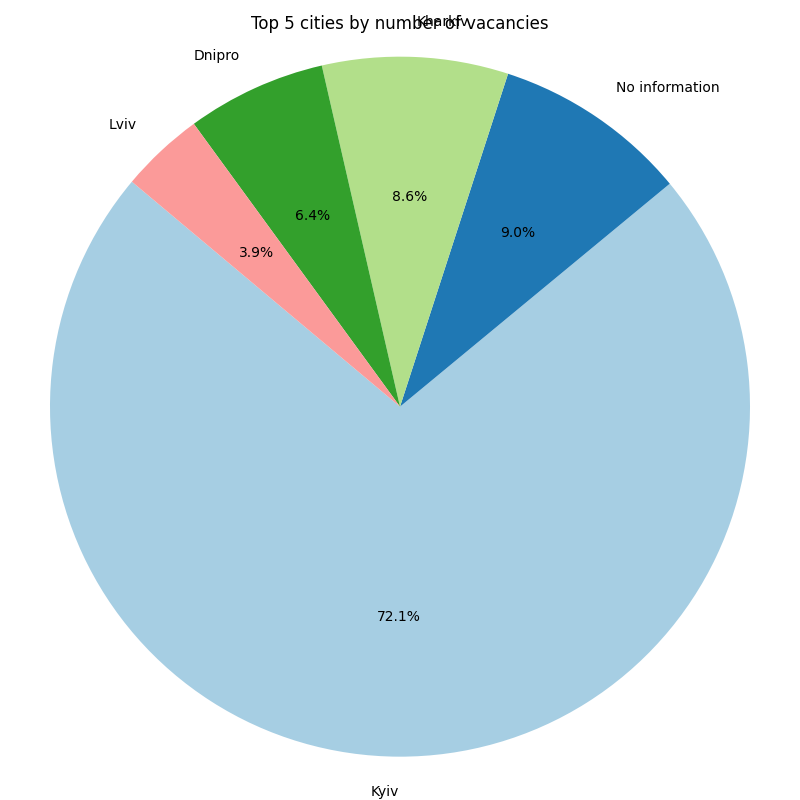 Top 5 cities by number of vacancies
Kharkiv
Dnipro
No information
Lviv
8.6%
6.4%
9.0%
3.9%
72.1%
Kyiv